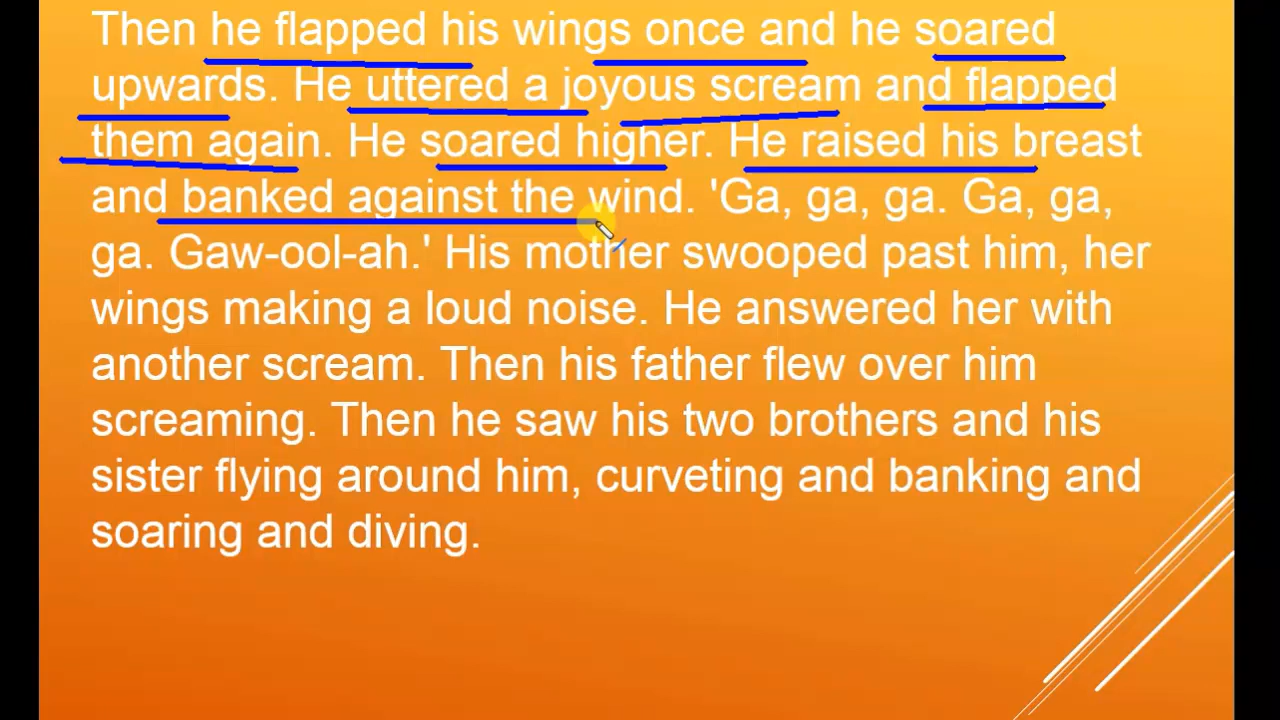 Then he flapped his wings once and he soared
upwards. He uttered a joyous scream and flapped
them again. He soared higher. He raised his breast
and banked against the wind. 'Ga, ga, ga. Ga, ga,
ga. Gaw-ool-ah.' His mother swooped past him, her
wings making a loud noise. He answered her with
another scream. Then his father flew over him
screaming. Then he saw his two brothers and his
sister flying around him, curveting and banking and
soaring and diving.